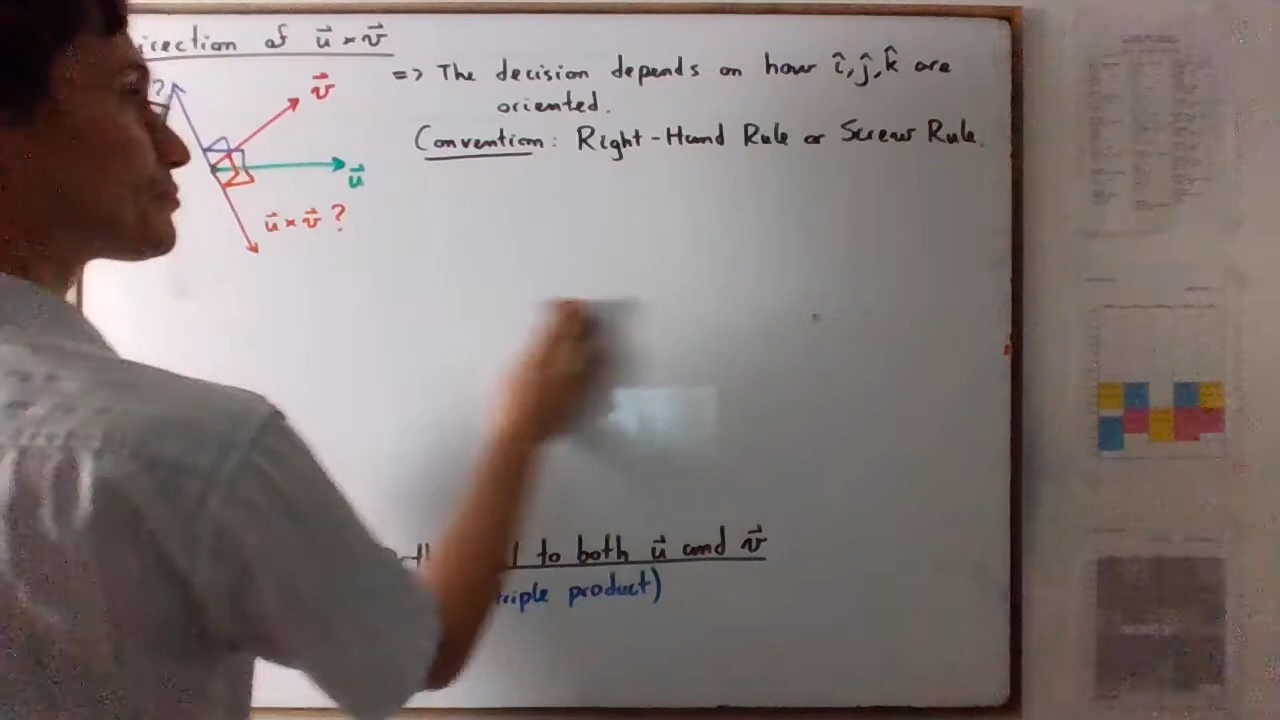 irection of u⃗ × v⃗
=> The decision depends on how î, ĵ, k̂ are
oriented.
Convention: Right-Hand Rule or Screw Rule.
?
v⃗
u⃗
u⃗ × v⃗ ?
to both u⃗ and v⃗
riple product)